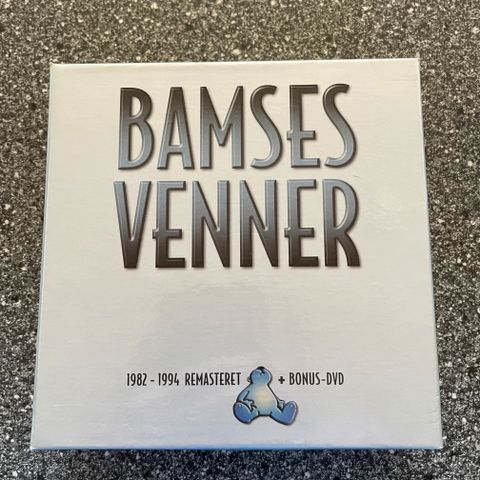 BAMSES
VENNER
1982 - 1994 REMASTERET + BONUS-DVD